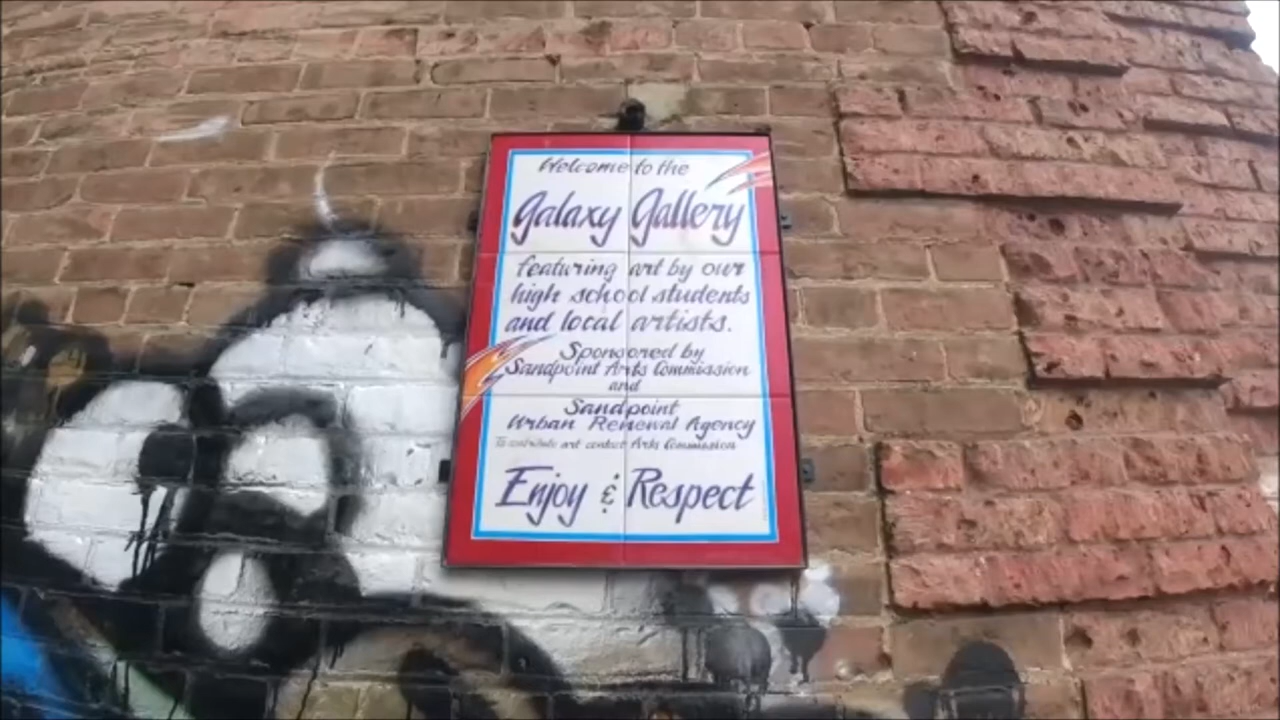 Welcome to the
Galaxy Gallery
featuring art by our
high school students
and local artists.
Sponsored by
Sandpoint Arts Commission
and
Sandpoint
Urban Renewal Agency
To contribute art contact Arts Commission
Enjoy & Respect